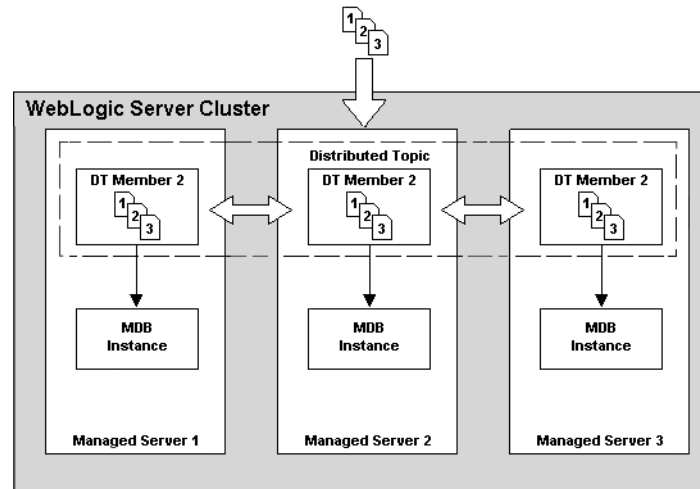 1
2
3
WebLogic Server Cluster
Distributed Topic
DT Member 2
1
2
3
DT Member 2
1
2
3
DT Member 2
1
2
3
MDB
Instance
MDB
Instance
MDB
Instance
Managed Server 1
Managed Server 2
Managed Server 3